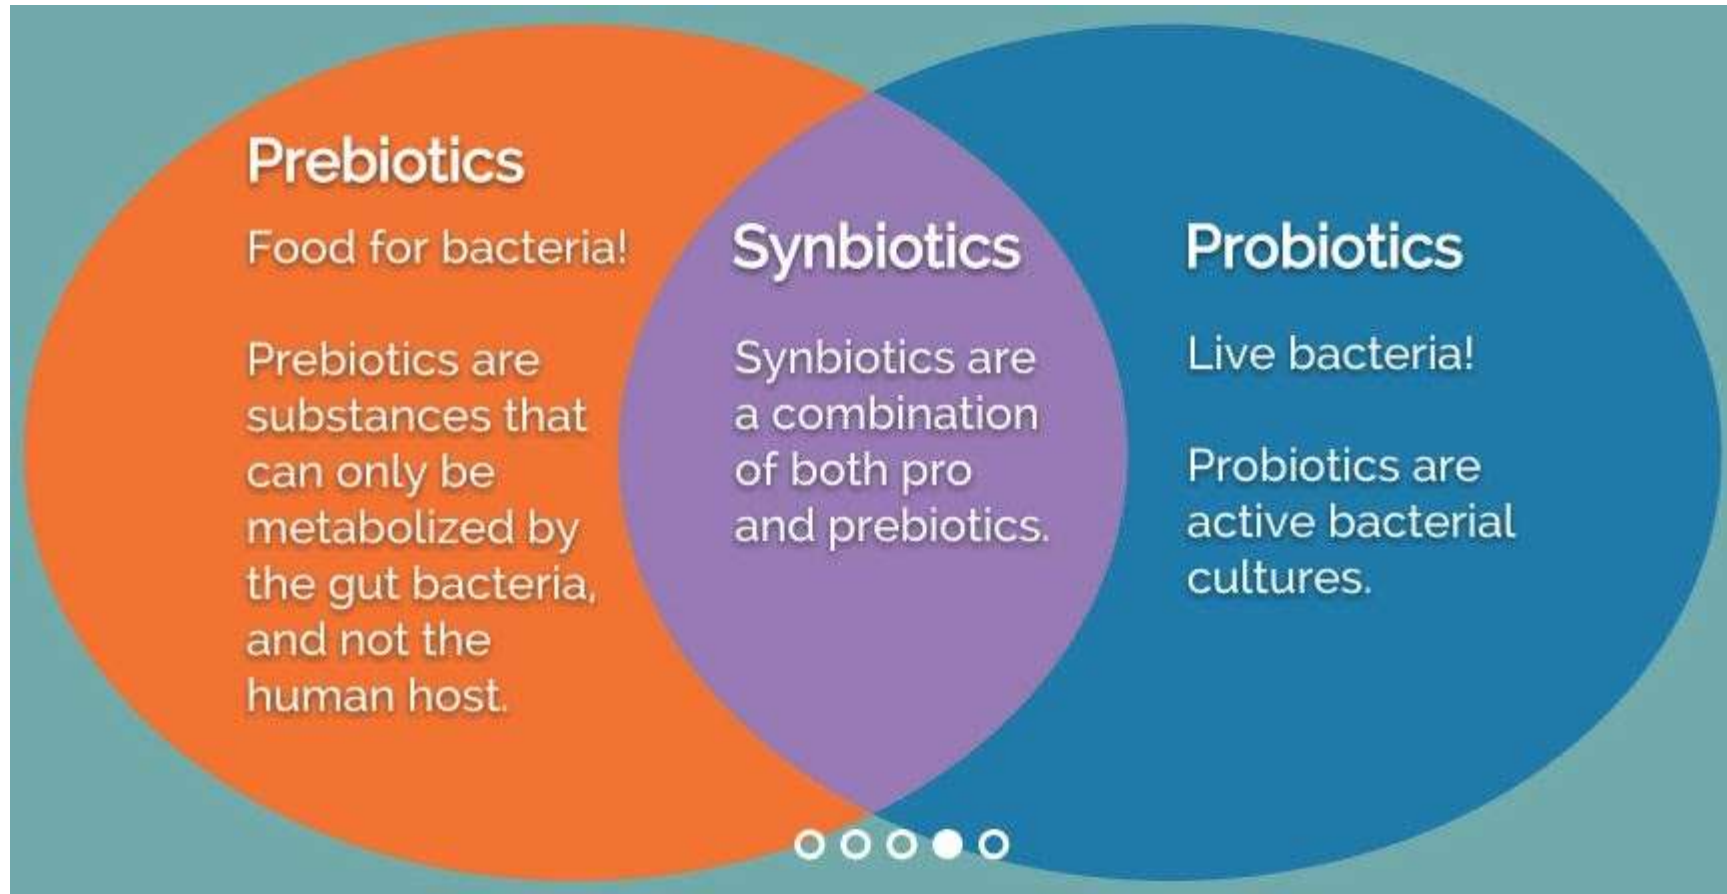 Prebiotics
Food for bacteria!
Prebiotics are
substances that
can only be
metabolized by
the gut bacteria,
and not the
human host.
Synbiotics
Synbiotics are
a combination
of both pro
and prebiotics.
Probiotics
Live bacteria!
Probiotics are
active bacterial
cultures.